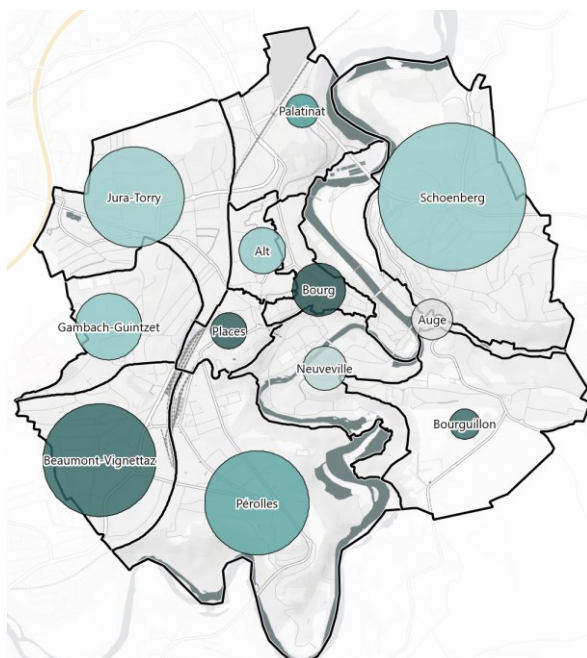 Palatinat
Jura-Torry
Schoenberg
Alt
Bourg
Auge
Gambach-Guintzet
Places
Neuveville
Bourguillon
Beaumont-Vignettaz
Pérolles